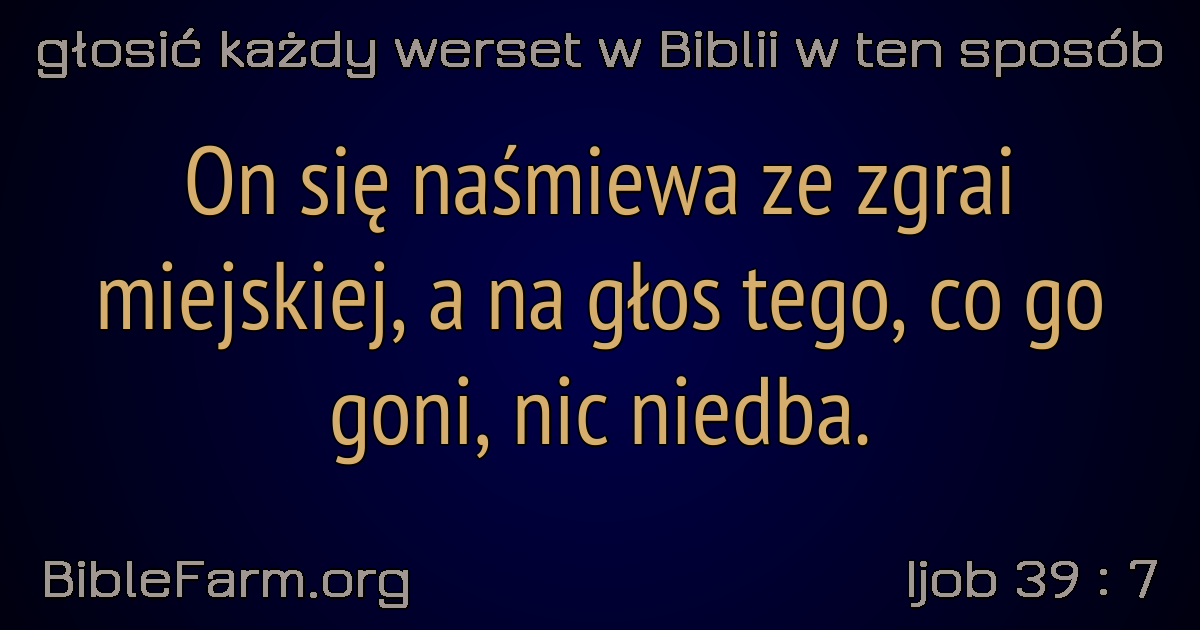 głosić każdy werset w Biblii w ten sposób
On się naśmiewa ze zgrai
miejskiej, a na głos tego, co go
goni, nic niedba.
BibleFarm.org
Ijob 39 : 7